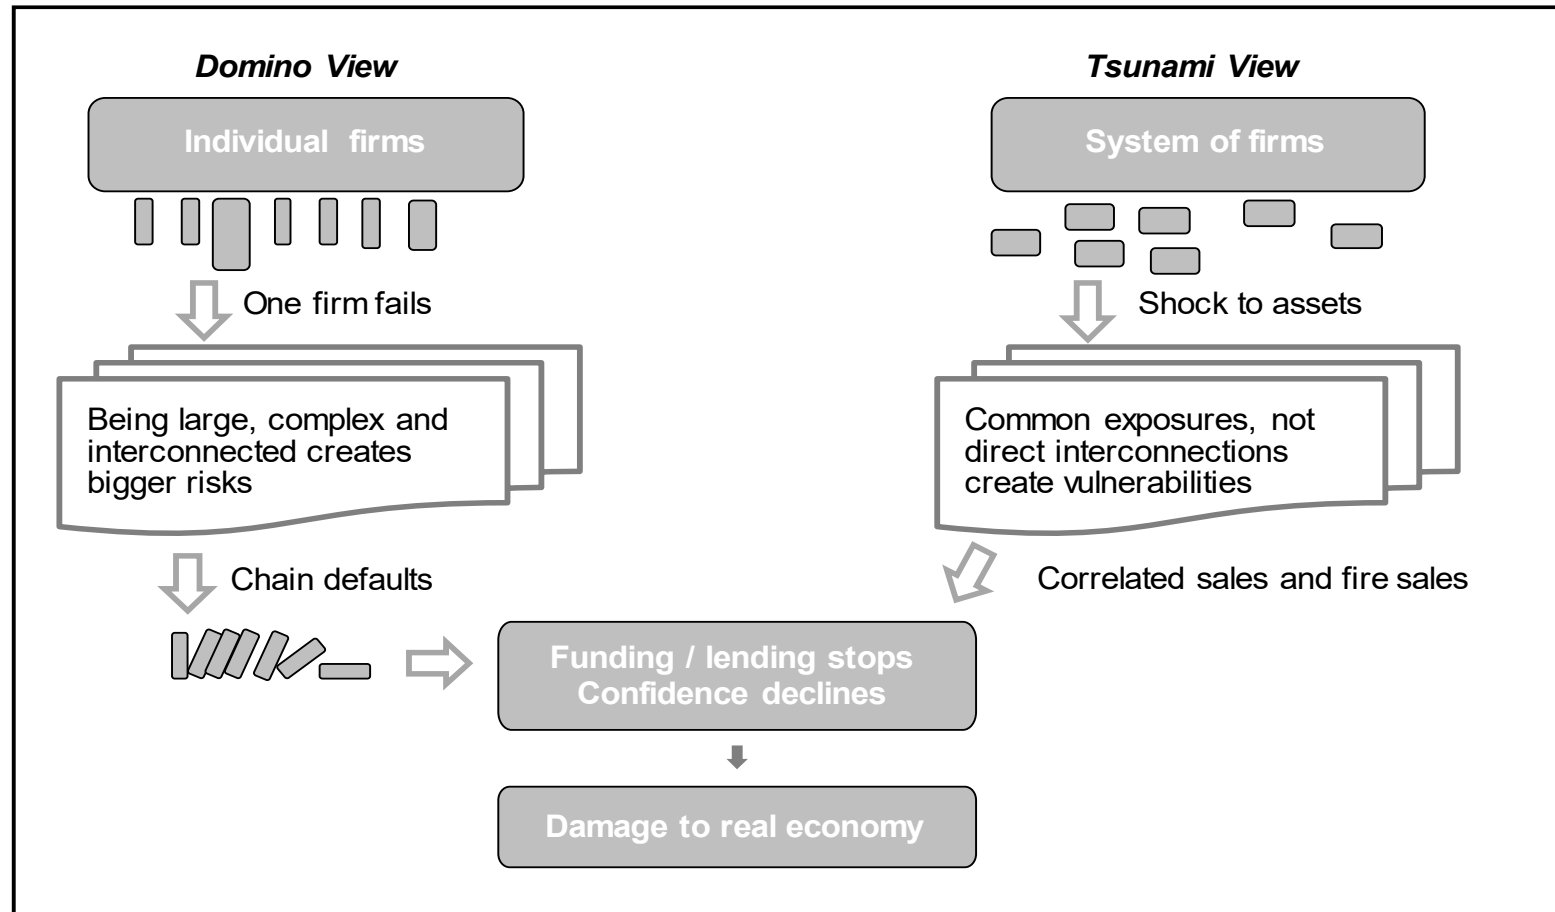 Domino View
Individual firms
One firm fails
Being large, complex and
interconnected creates
bigger risks
Chain defaults
Tsunami View
System of firms
Shock to assets
Common exposures, not
direct interconnections
create vulnerabilities
Correlated sales and fire sales
Funding / lending stops
Confidence declines
Damage to real economy